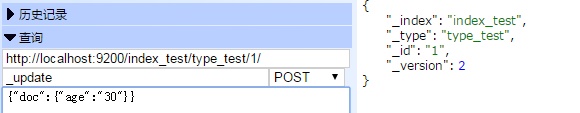 历史记录
查询
http://localhost:9200/index_test/type_test/1/
_update POST
{"doc":{"age":"30"}}
{
"_index": "index_test",
"_type": "type_test",
"_id": "1",
"_version": 2
}